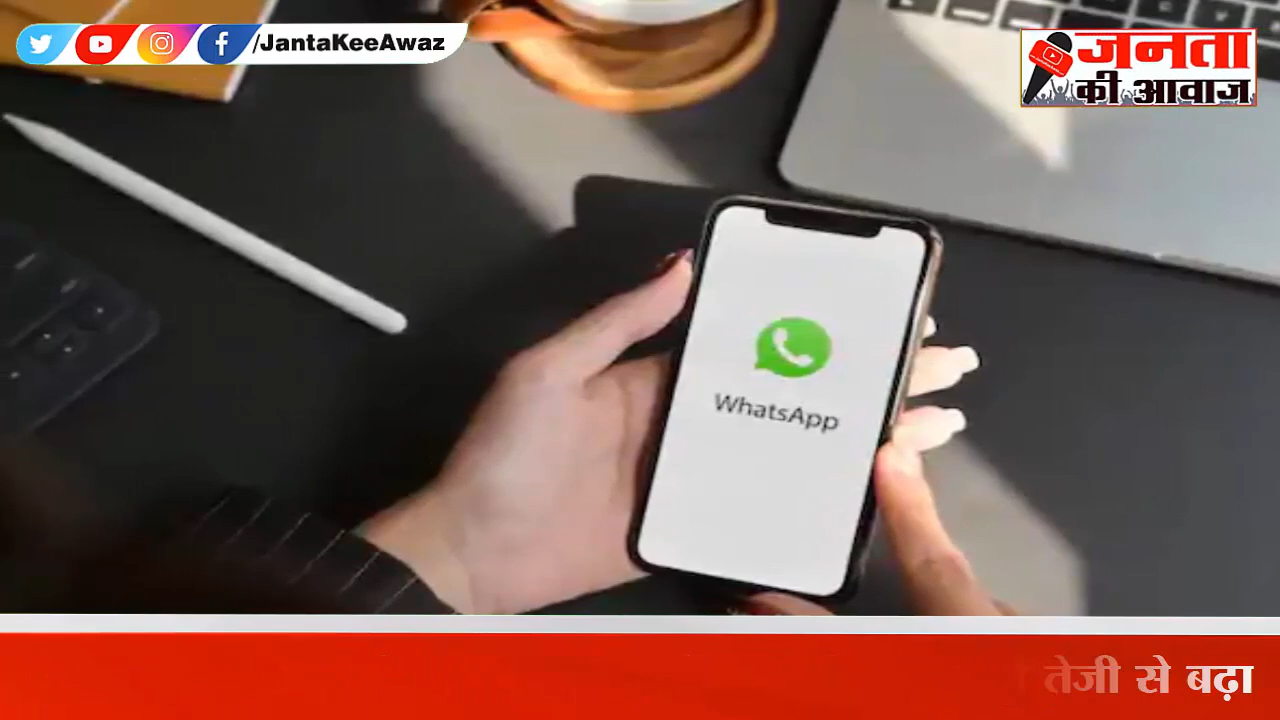 /JantaKeeAwaz
जनता
की आवाज
WhatsApp
तेजी से बढ़ा